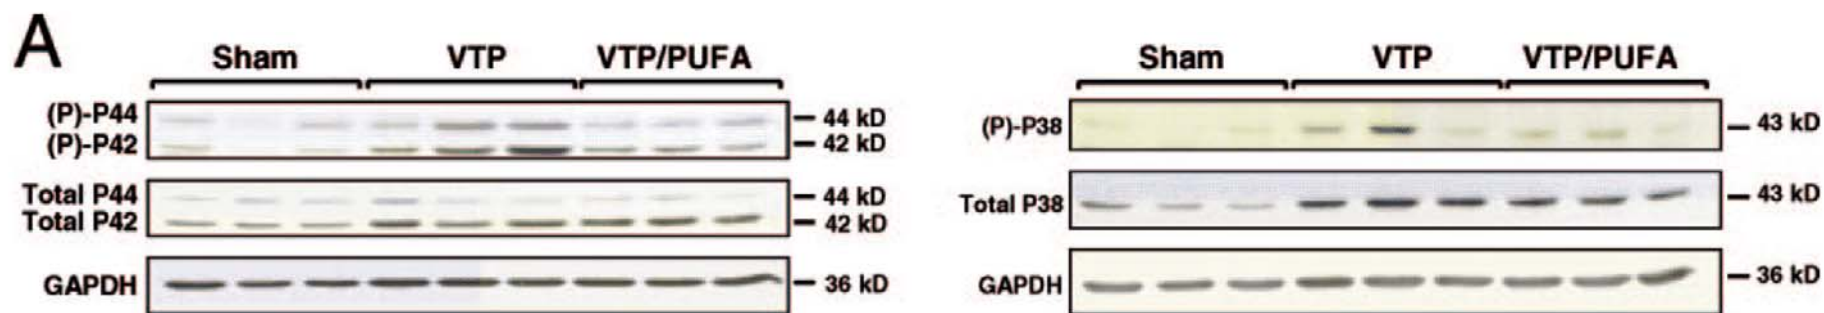 A
Sham VTP VTP/PUFA
(P)-P44 44 kD
(P)-P42 42 kD
Total P44 44 kD
Total P42 42 kD
GAPDH 36 kD
Sham VTP VTP/PUFA
(P)-P38 43 kD
Total P38 43 kD
GAPDH 36 kD